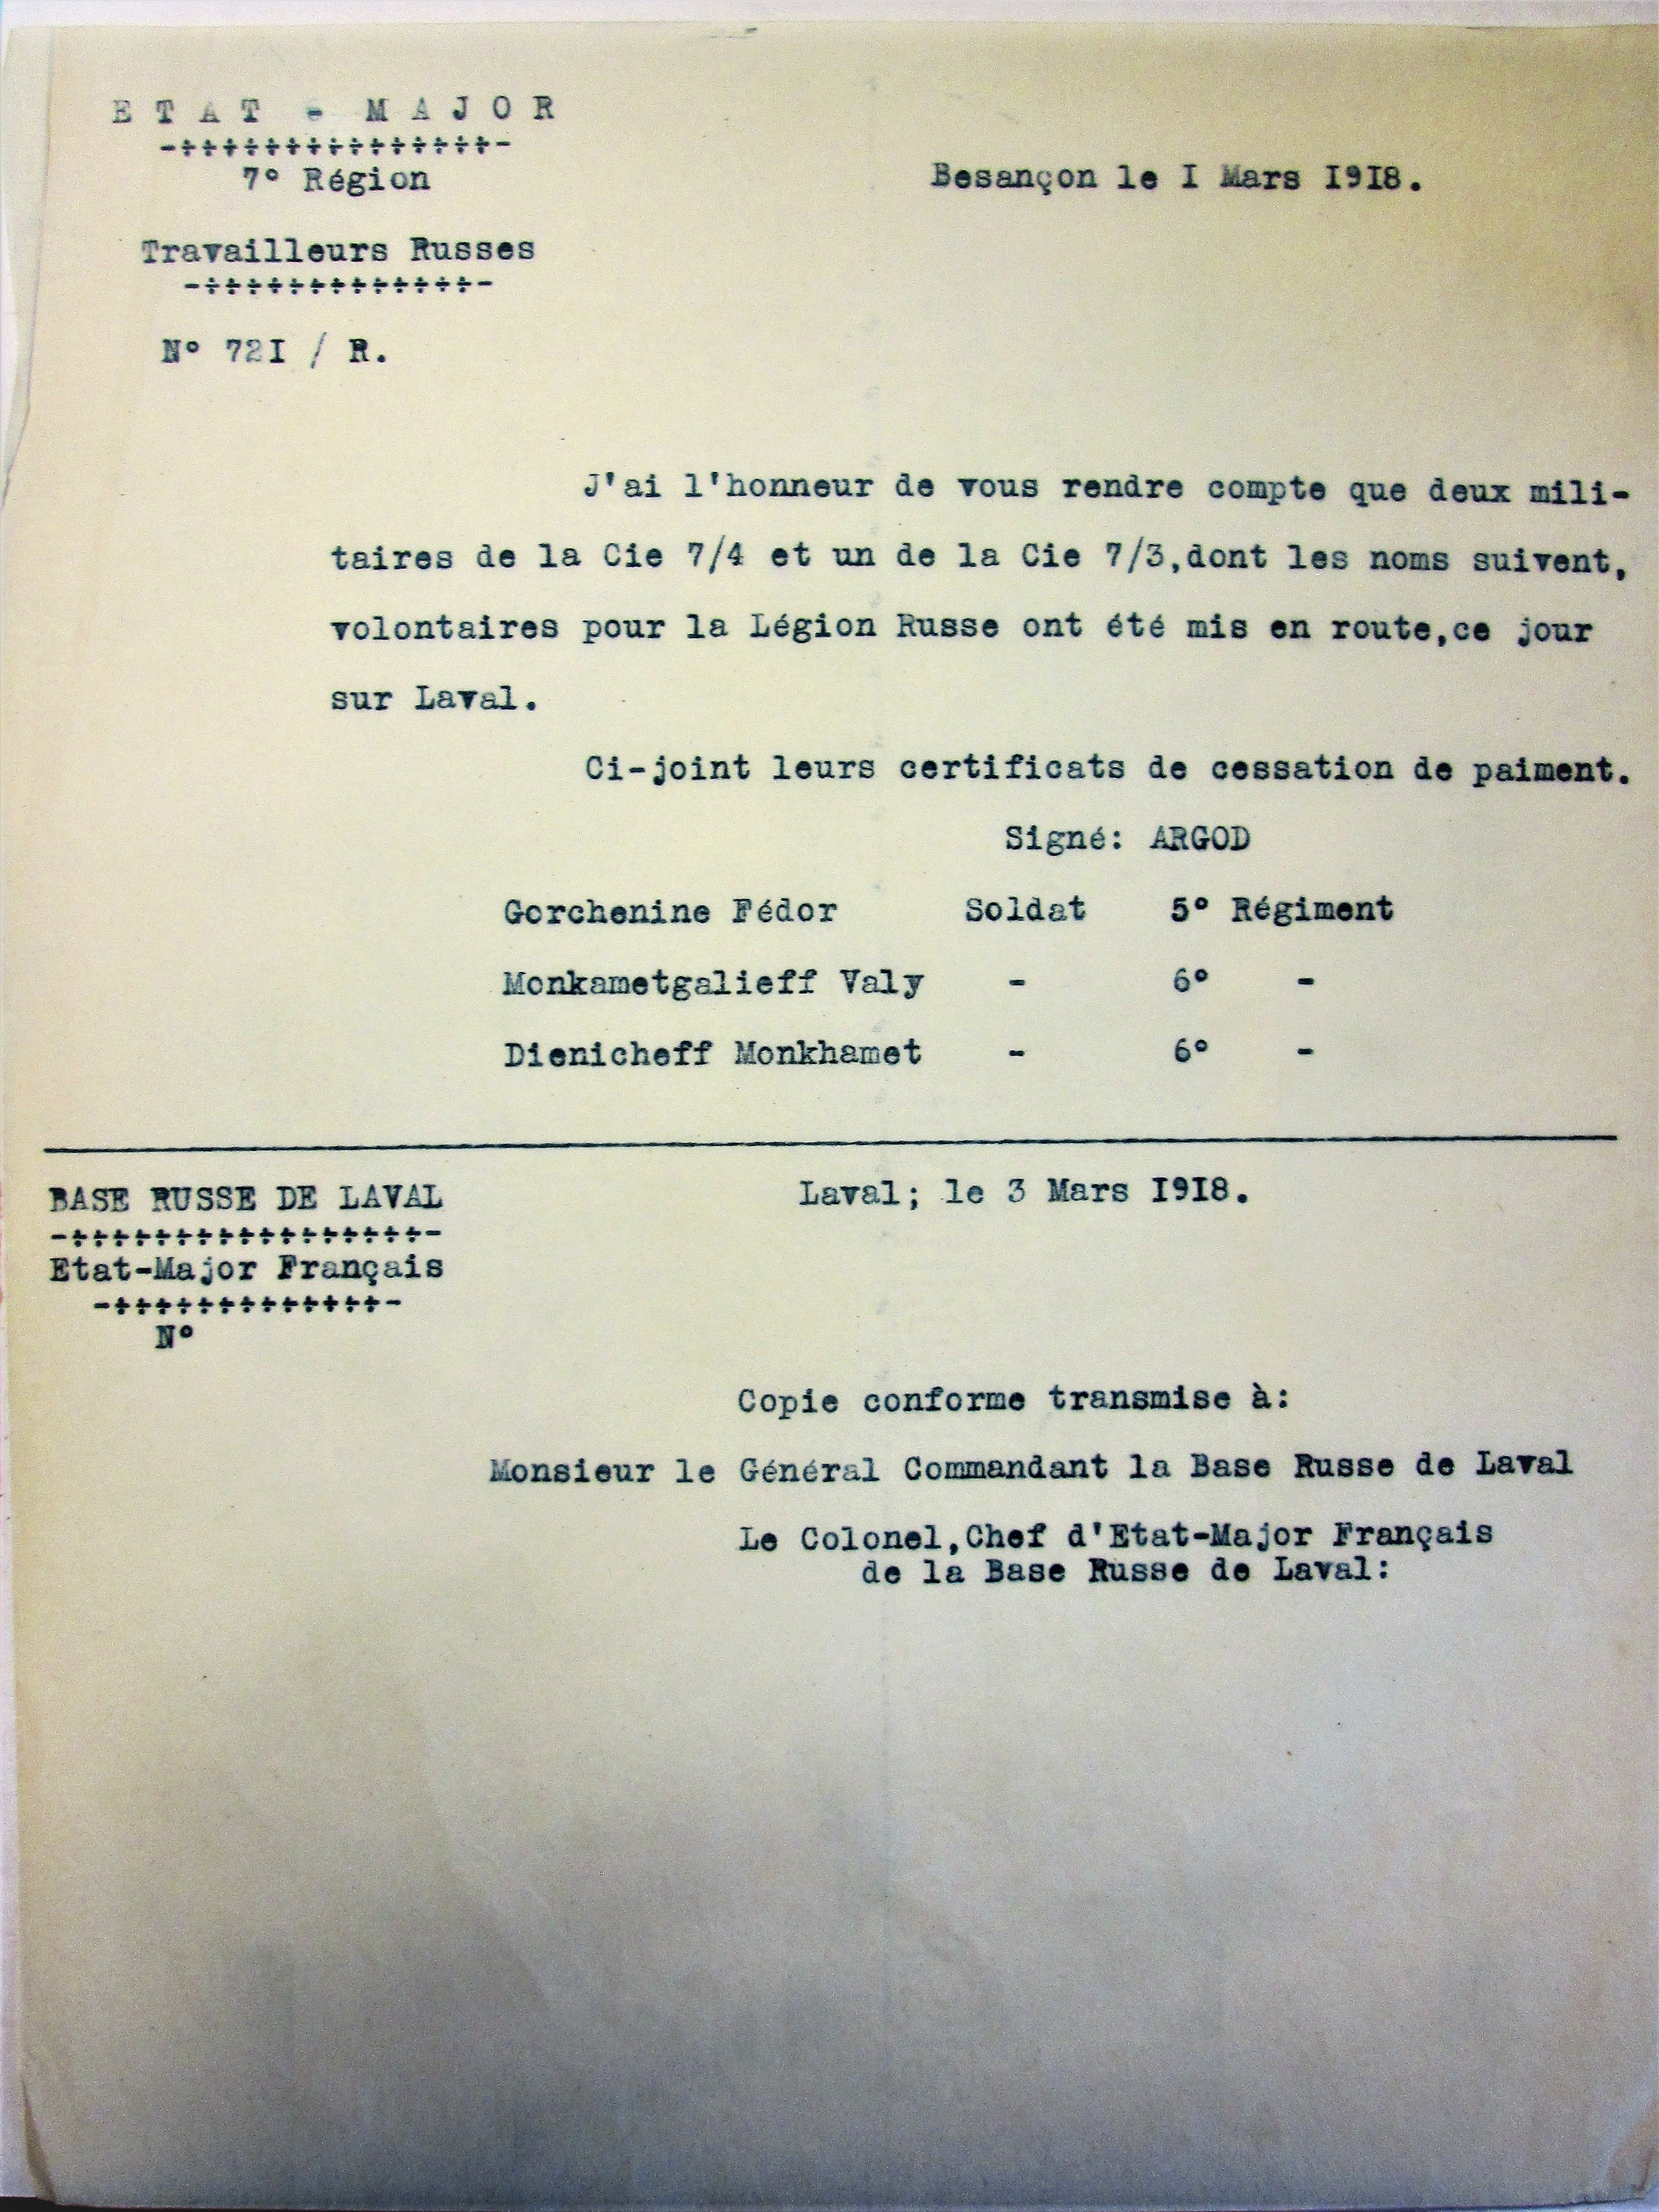 ETAT - MAJOR
-÷÷÷÷÷÷÷÷÷÷÷÷÷÷÷-
7° Région
Besançon le I Mars I9I8.
Travailleurs Russes
-÷÷÷÷÷÷÷÷÷÷÷÷÷-
N° 72I / R.
J'ai l'honneur de vous rendre compte que deux mili-
taires de la Cie 7/4 et un de la Cie 7/3,dont les noms suivent,
volontaires pour la Légion Russe ont été mis en route,ce jour
sur Laval.
Ci-joint leurs certificats de cessation de paiment.
Signé: ARGOD
Gorchenine Fédor Soldat 5° Régiment
Monkametgalieff Valy - 6° -
Dienicheff Monkhamet - 6° -
BASE RUSSE DE LAVAL
Laval; le 3 Mars I9I8.
-÷÷÷÷÷÷÷÷÷÷÷÷÷÷÷÷÷-
Etat-Major Français
-÷÷÷÷÷÷÷÷÷÷÷÷÷-
N°
Copie conforme transmise à:
Monsieur le Général Commandant la Base Russe de Laval
Le Colonel,Chef d'Etat-Major Français
de la Base Russe de Laval: